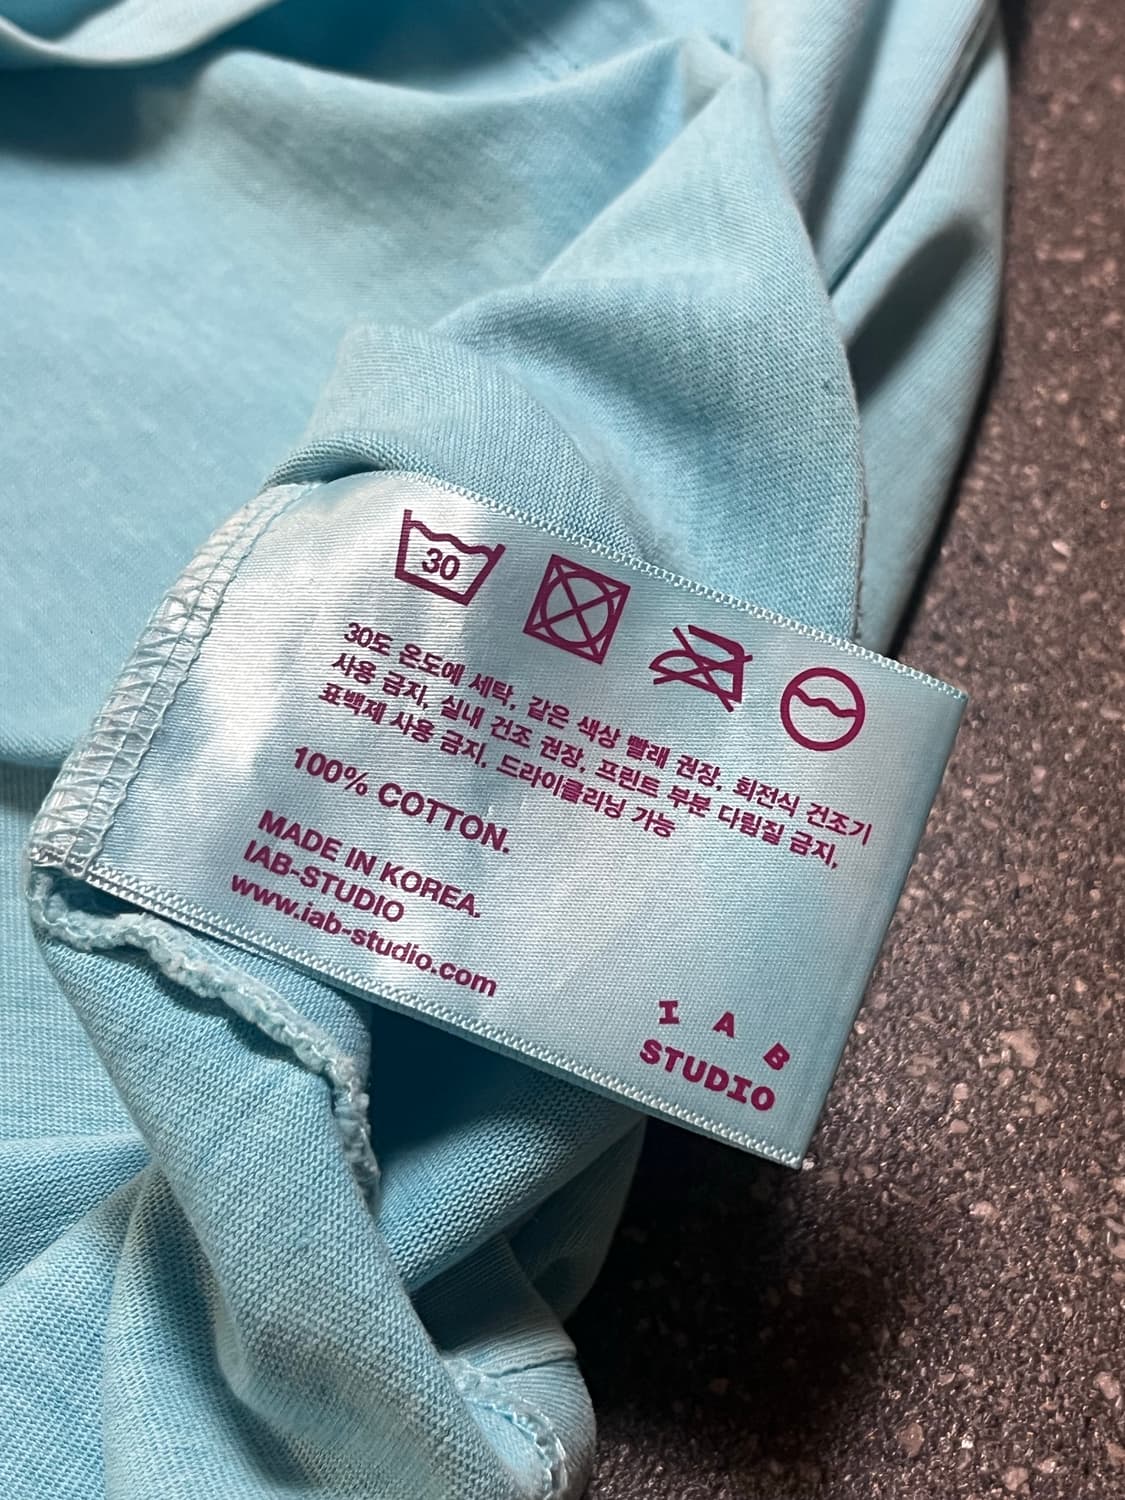 30
30도 온도에 세탁, 같은 색상 빨래 권장, 회전식 건조기
사용 금지, 실내 건조 권장, 프린트 부분 다림질 금지,
표백제 사용 금지, 드라이클리닝 가능
100% COTTON.
MADE IN KOREA.
IAB-STUDIO
www.iab-studio.com
I A B
STUDIO